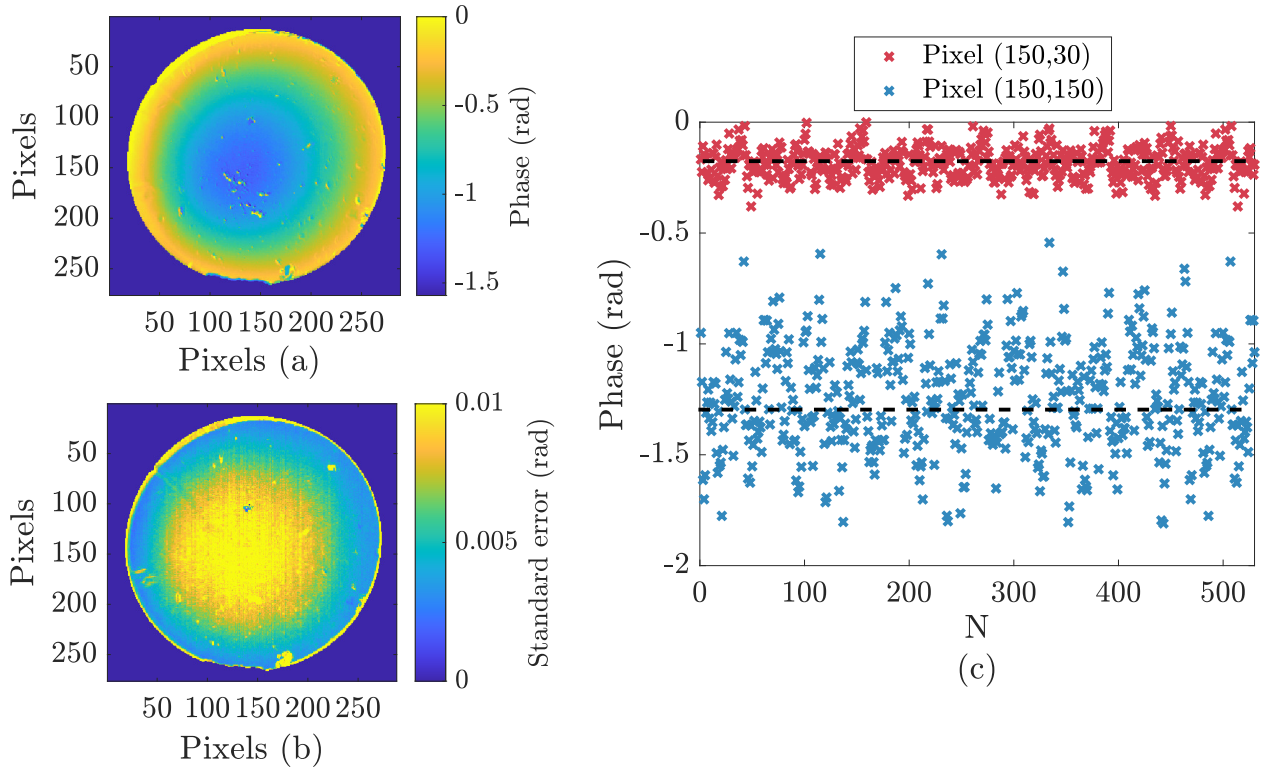 0
-0.5
-1
-1.5
Phase (rad)
50
100
150
200
250
Pixels
50 100 150 200 250
Pixels (a)
0.01
0.005
0
Standard error (rad)
50
100
150
200
250
Pixels
50 100 150 200 250
Pixels (b)
Pixel (150,30)
Pixel (150,150)
0
-0.5
-1
-1.5
-2
Phase (rad)
0 100 200 300 400 500
N
(c)